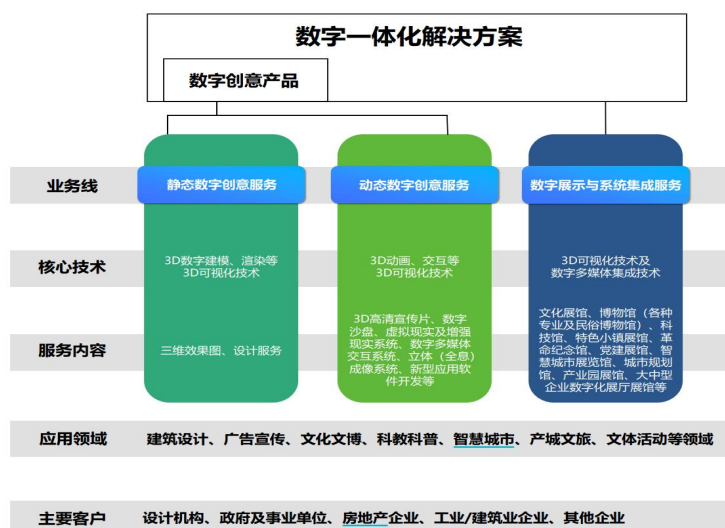 数字一体化解决方案
数字创意产品
业务线
静态数字创意服务
动态数字创意服务
数字展示与系统集成服务
核心技术
3D数字建模、渲染等
3D可视化技术
3D动画、交互等
3D可视化技术
3D可视化技术及
数字多媒体集成技术
服务内容
三维效果图、设计服务
3D高清宣传片、数字
沙盘、虚拟现实及增强
现实系统、数字多媒体
交互系统、立体（全息）
成像系统、新型应用软
件开发等
文化展馆、博物馆（各种
专业及民俗博物馆）、科
技馆、特色小镇展馆、革
命纪念馆、党建展馆、智
慧城市展览馆、城市规划
馆、产业园展馆、大中型
企业数字化展厅展馆等
应用领域
建筑设计、广告宣传、文化文博、科教科普、智慧城市、产城文旅、文体活动等领域
主要客户
设计机构、政府及事业单位、房地产企业、工业/建筑业企业、其他企业